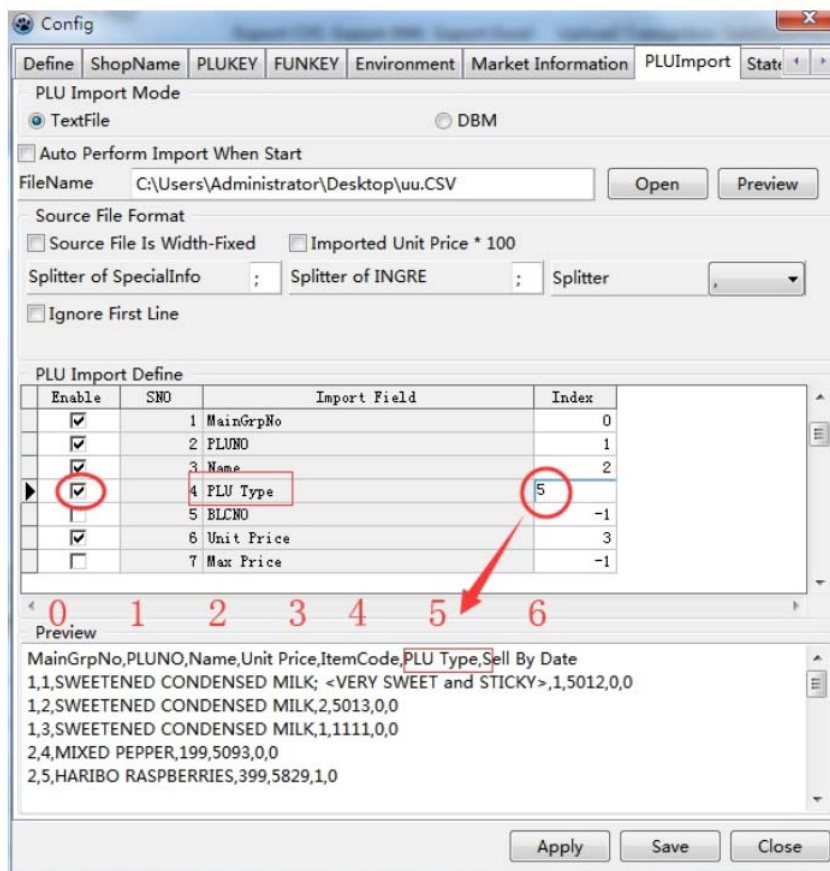 Config
Define ShopName PLUKEY FUNKEY Environment Market Information PLUImport State
PLU Import Mode
TextFile DBM
Auto Perform Import When Start
FileName C:\Users\Administrator\Desktop\uu.CSV Open Preview
Source File Format
Source File Is Width-Fixed Imported Unit Price * 100
Splitter of SpecialInfo ; Splitter of INGRE ; Splitter ,
Ignore First Line
PLU Import Define
Enable SNO Import Field Index
1 MainGrpNo 0
2 PLUNO 1
3 Name 2
4 PLU Type 5
5 BLCNO -1
6 Unit Price 3
7 Max Price -1
0 1 2 3 4 5 6
Preview
MainGrpNo,PLUNO,Name,Unit Price,ItemCode,PLU Type,Sell By Date
1,1,SWEETENED CONDENSED MILK; <VERY SWEET and STICKY>,1,5012,0,0
1,2,SWEETENED CONDENSED MILK,2,5013,0,0
1,3,SWEETENED CONDENSED MILK,1,1111,0,0
2,4,MIXED PEPPER,199,5093,0,0
2,5,HARIBO RASPBERRIES,399,5829,1,0
Apply Save Close